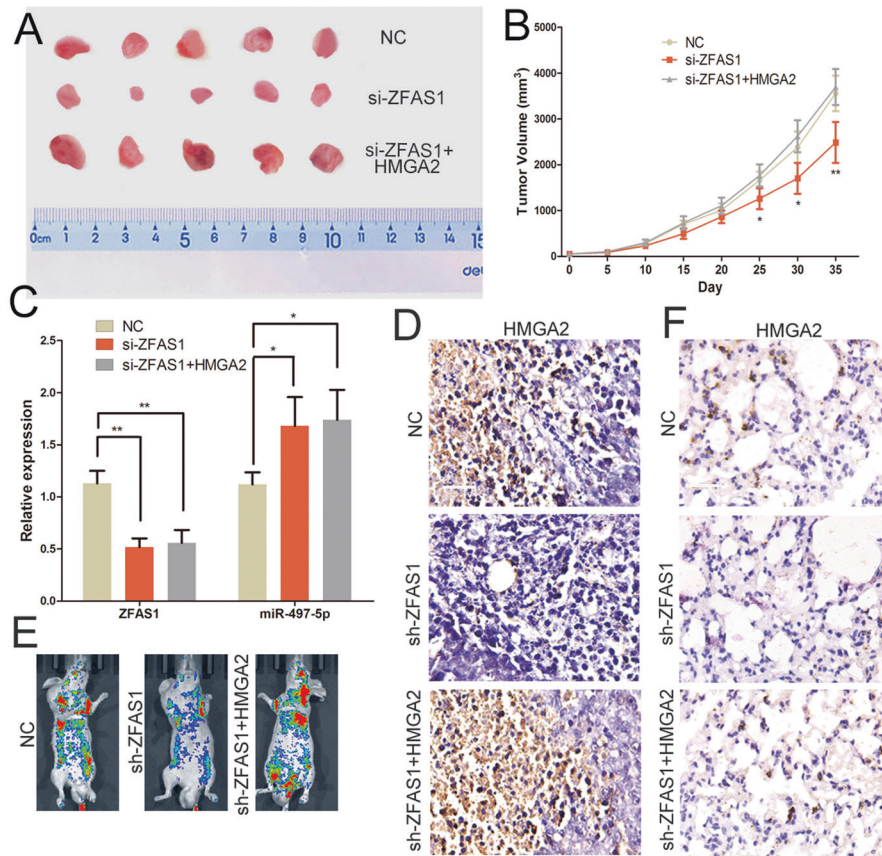 A
NC
si-ZFAS1
si-ZFAS1+
HMGA2
0cm 1 2 3 4 5 6 7 8 9 10 11 12 13 14 15
B
NC
si-ZFAS1
si-ZFAS1+HMGA2
Tumor Volume (mm3)
5000
4000
3000
2000
1000
0
* * **
0 5 10 15 20 25 30 35
Day
C
NC
si-ZFAS1
si-ZFAS1+HMGA2
Relative expression
2.5
2.0
1.5
1.0
0.5
0.0
**
**
*
*
ZFAS1 miR-497-5p
D
HMGA2
NC
sh-ZFAS1
sh-ZFAS1+HMGA2
F
HMGA2
NC
sh-ZFAS1
sh-ZFAS1+HMGA2
E
NC
sh-ZFAS1
sh-ZFAS1+HMGA2